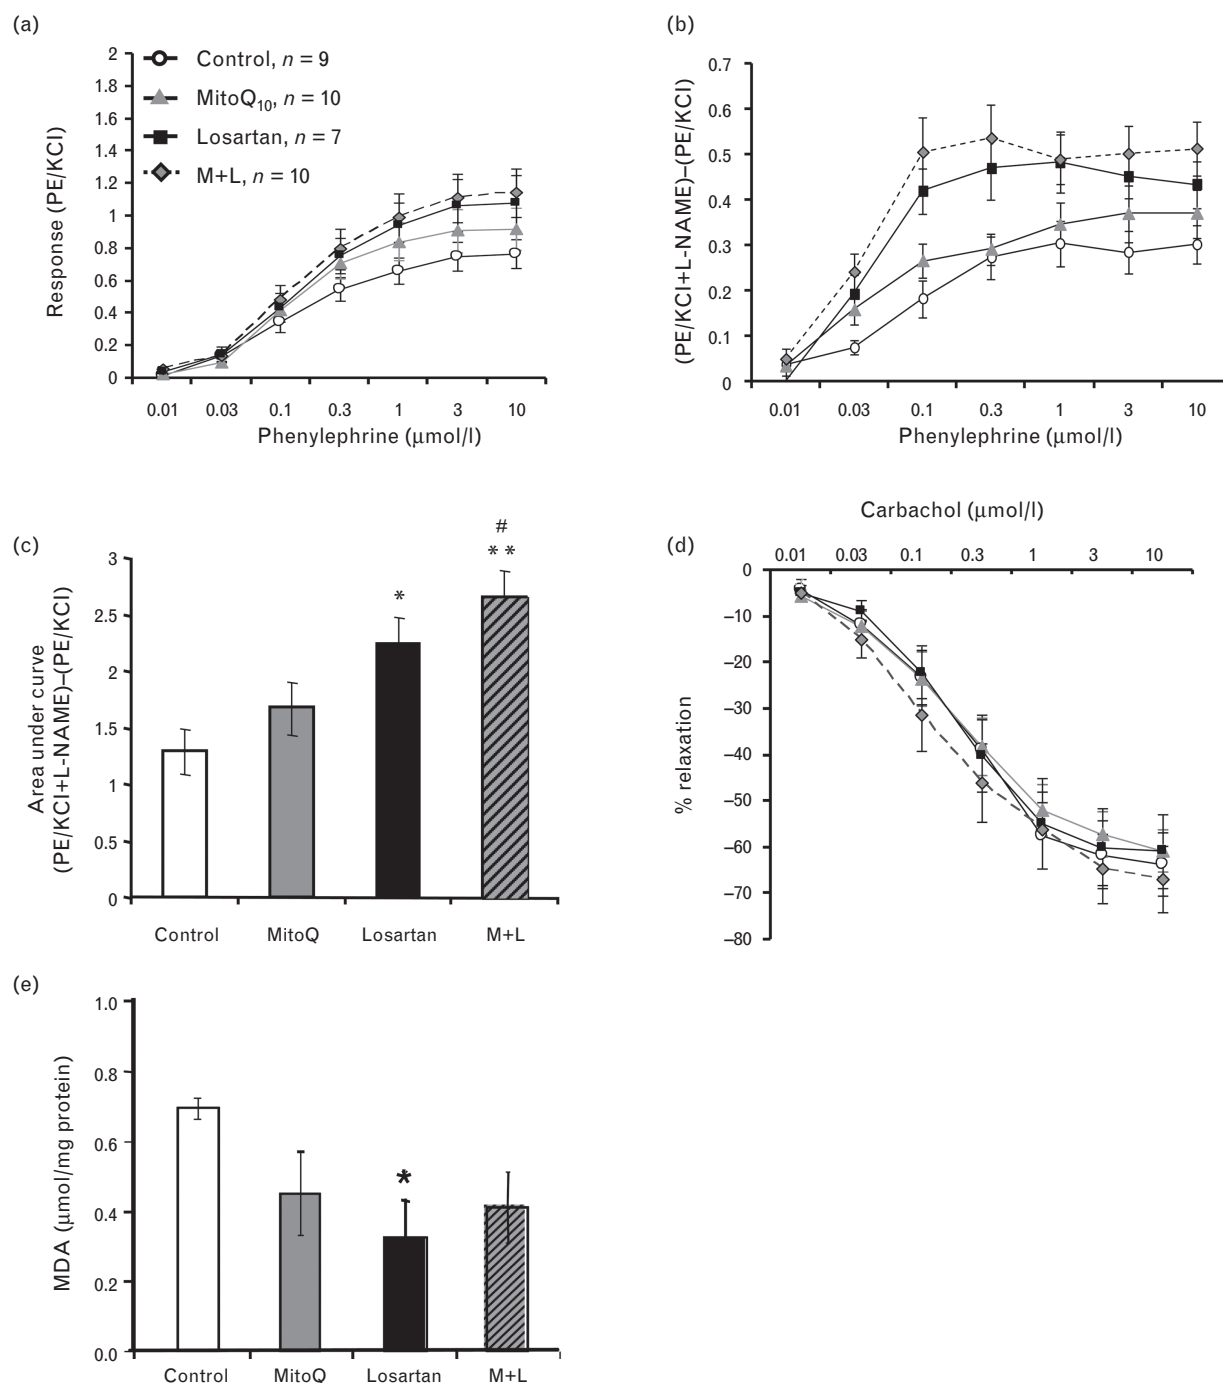 (a)
2
1.8
1.6
1.4
1.2
1
0.8
0.6
0.4
0.2
0
Response (PE/KCl)
Control, n = 9
MitoQ10, n = 10
Losartan, n = 7
M+L, n = 10
0.01 0.03 0.1 0.3 1 3 10
Phenylephrine (μmol/l)
(b)
0.7
0.6
0.5
0.4
0.3
0.2
0.1
0
(PE/KCl+L-NAME)–(PE/KCl)
0.01 0.03 0.1 0.3 1 3 10
Phenylephrine (μmol/l)
(c)
3
2.5
2
1.5
1
0.5
0
Area under curve
(PE/KCl+L-NAME)–(PE/KCl)
*
#
**
Control MitoQ Losartan M+L
(d)
Carbachol (μmol/l)
0.01 0.03 0.1 0.3 1 3 10
0
–10
–20
–30
–40
–50
–60
–70
–80
% relaxation
(e)
1.0
0.8
0.6
0.4
0.2
0.0
MDA (μmol/mg protein)
*
Control MitoQ Losartan M+L